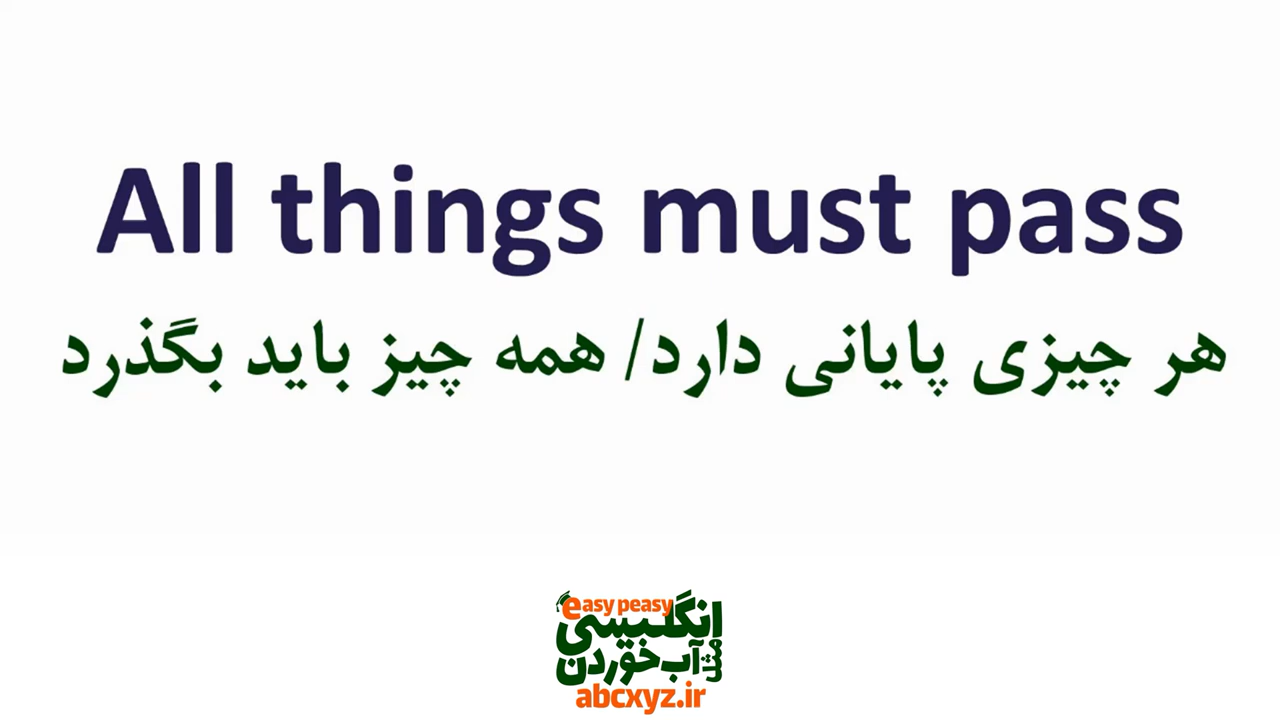 All things must pass
هر چیزی پایانی دارد/ همه چیز باید بگذرد
easy peasy
انگلیسی
مثل آب خوردن
abcxyz.ir